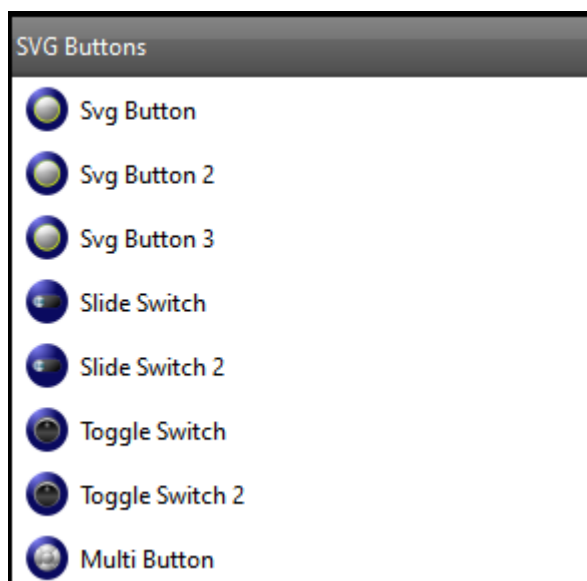 SVG Buttons
Svg Button
Svg Button 2
Svg Button 3
Slide Switch
Slide Switch 2
Toggle Switch
Toggle Switch 2
Multi Button